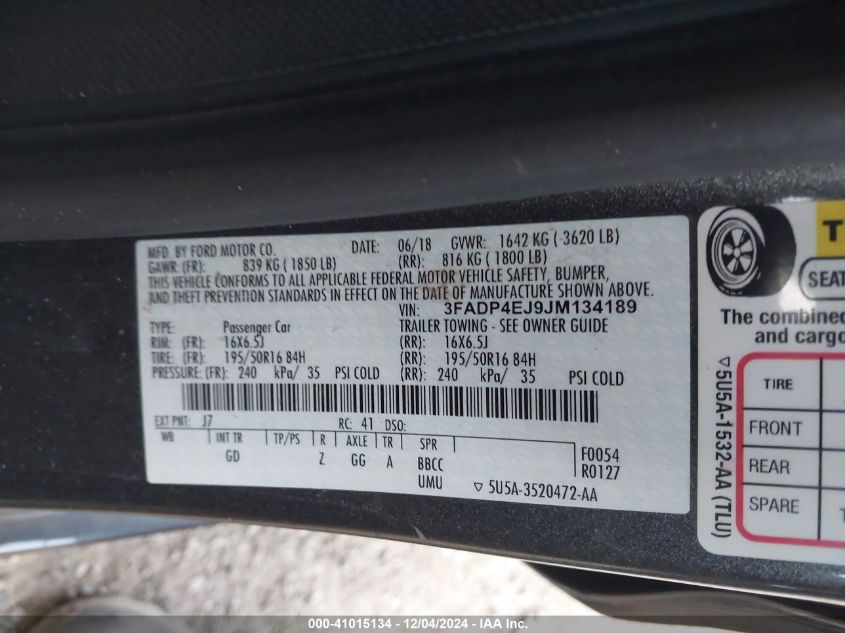 MFD. BY FORD MOTOR CO. DATE: 06/18 GVWR: 1642 KG (-3620 LB)
GAWR: (FR): 839 KG (1850 LB) (RR): 816 KG (1800 LB)
THIS VEHICLE CONFORMS TO ALL APPLICABLE FEDERAL MOTOR VEHICLE SAFETY, BUMPER,
AND THEFT PREVENTION STANDARDS IN EFFECT ON THE DATE OF MANUFACTURE SHOWN ABOVE.
VIN: 3FADP4EJ9JM134189
TYPE: Passenger Car TRAILER TOWING - SEE OWNER GUIDE
RIM: (FR): 16X6.5J (RR): 16X6.5J
TIRE: (FR): 195/50R16 84H (RR): 195/50R16 84H
PRESSURE: (FR): 240 kPa/ 35 PSI COLD (RR): 240 kPa/ 35 PSI COLD
EXT PNT: J7 RC: 41 DSO:
WB INT TR TP/PS R AXLE TR SPR F0054
GD Z GG A BBCC R0127
UMU ▽ 5U5A-3520472-AA
T
SEAT
The combined
and cargo
TIRE
FRONT
REAR
SPARE
▽5U5A-1532-AA (TLU)
000-41015134 - 12/04/2024 - IAA Inc.